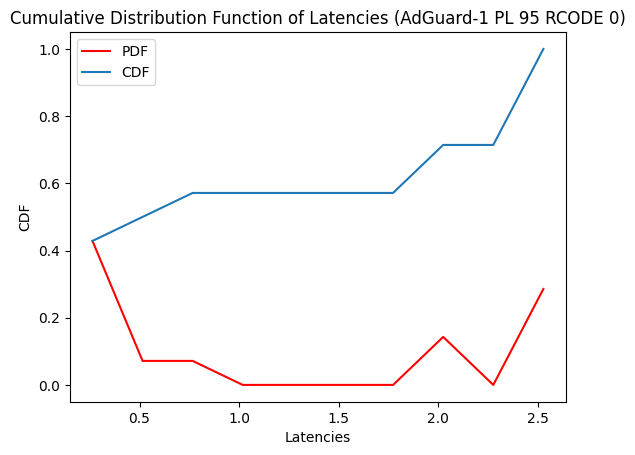 Cumulative Distribution Function of Latencies (AdGuard-1 PL 95 RCODE 0)
PDF
CDF
1.0
0.8
0.6
0.4
0.2
0.0
CDF
0.5
1.0
1.5
2.0
2.5
Latencies